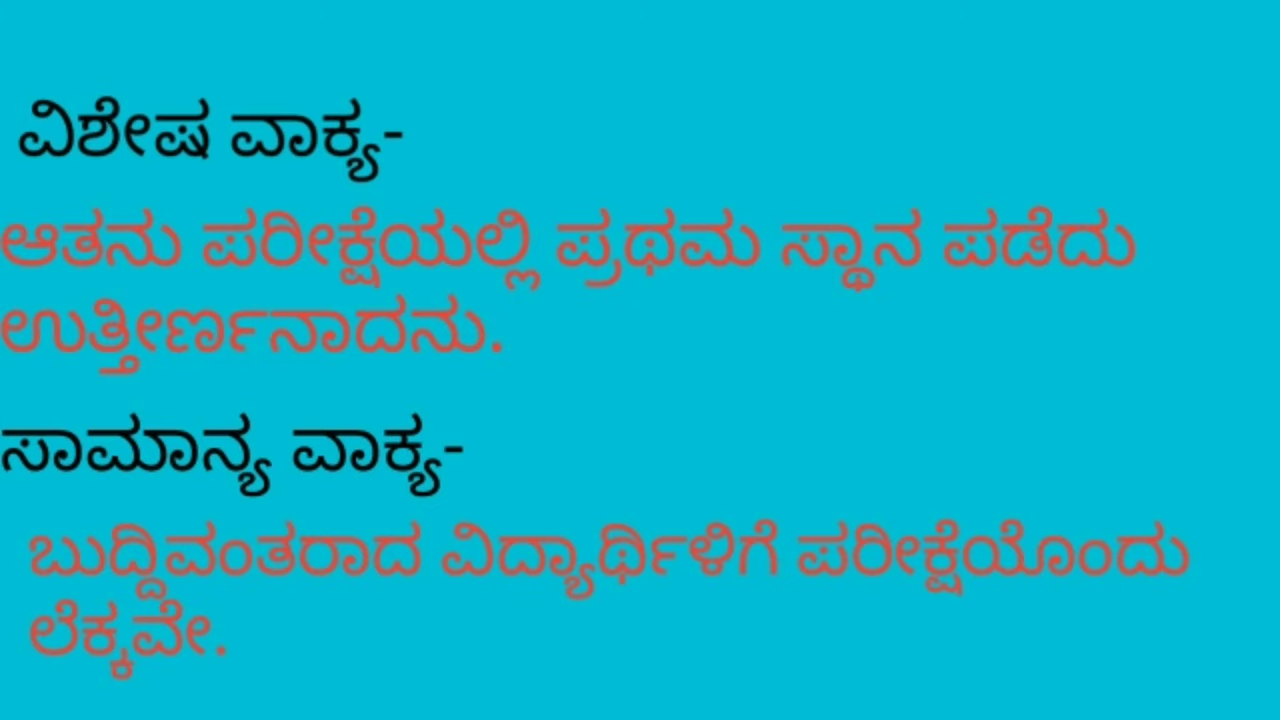 ವಿಶೇಷ ವಾಕ್ಯ-
ಆತನು ಪರೀಕ್ಷೆಯಲ್ಲಿ ಪ್ರಥಮ ಸ್ಥಾನ ಪಡೆದು
ಉತ್ತೀರ್ಣನಾದನು.
ಸಾಮಾನ್ಯ ವಾಕ್ಯ-
ಬುದ್ದಿವಂತರಾದ ವಿದ್ಯಾರ್ಥಿಳಿಗೆ ಪರೀಕ್ಷೆಯೊಂದು
ಲೆಕ್ಕವೇ.